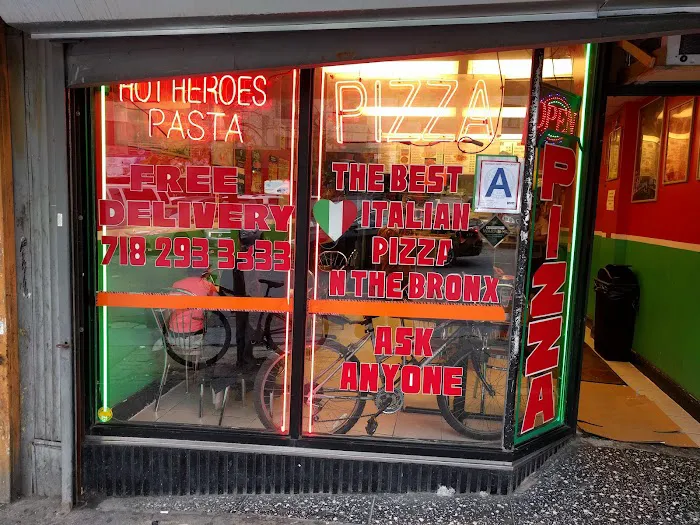 HOT HEROES
PASTA
FREE
DELIVERY
718 293 3333
PIZZA
THE BEST
ITALIAN
PIZZA
N THE BRONX
ASK
ANYONE
A
OPEN
PIZZA